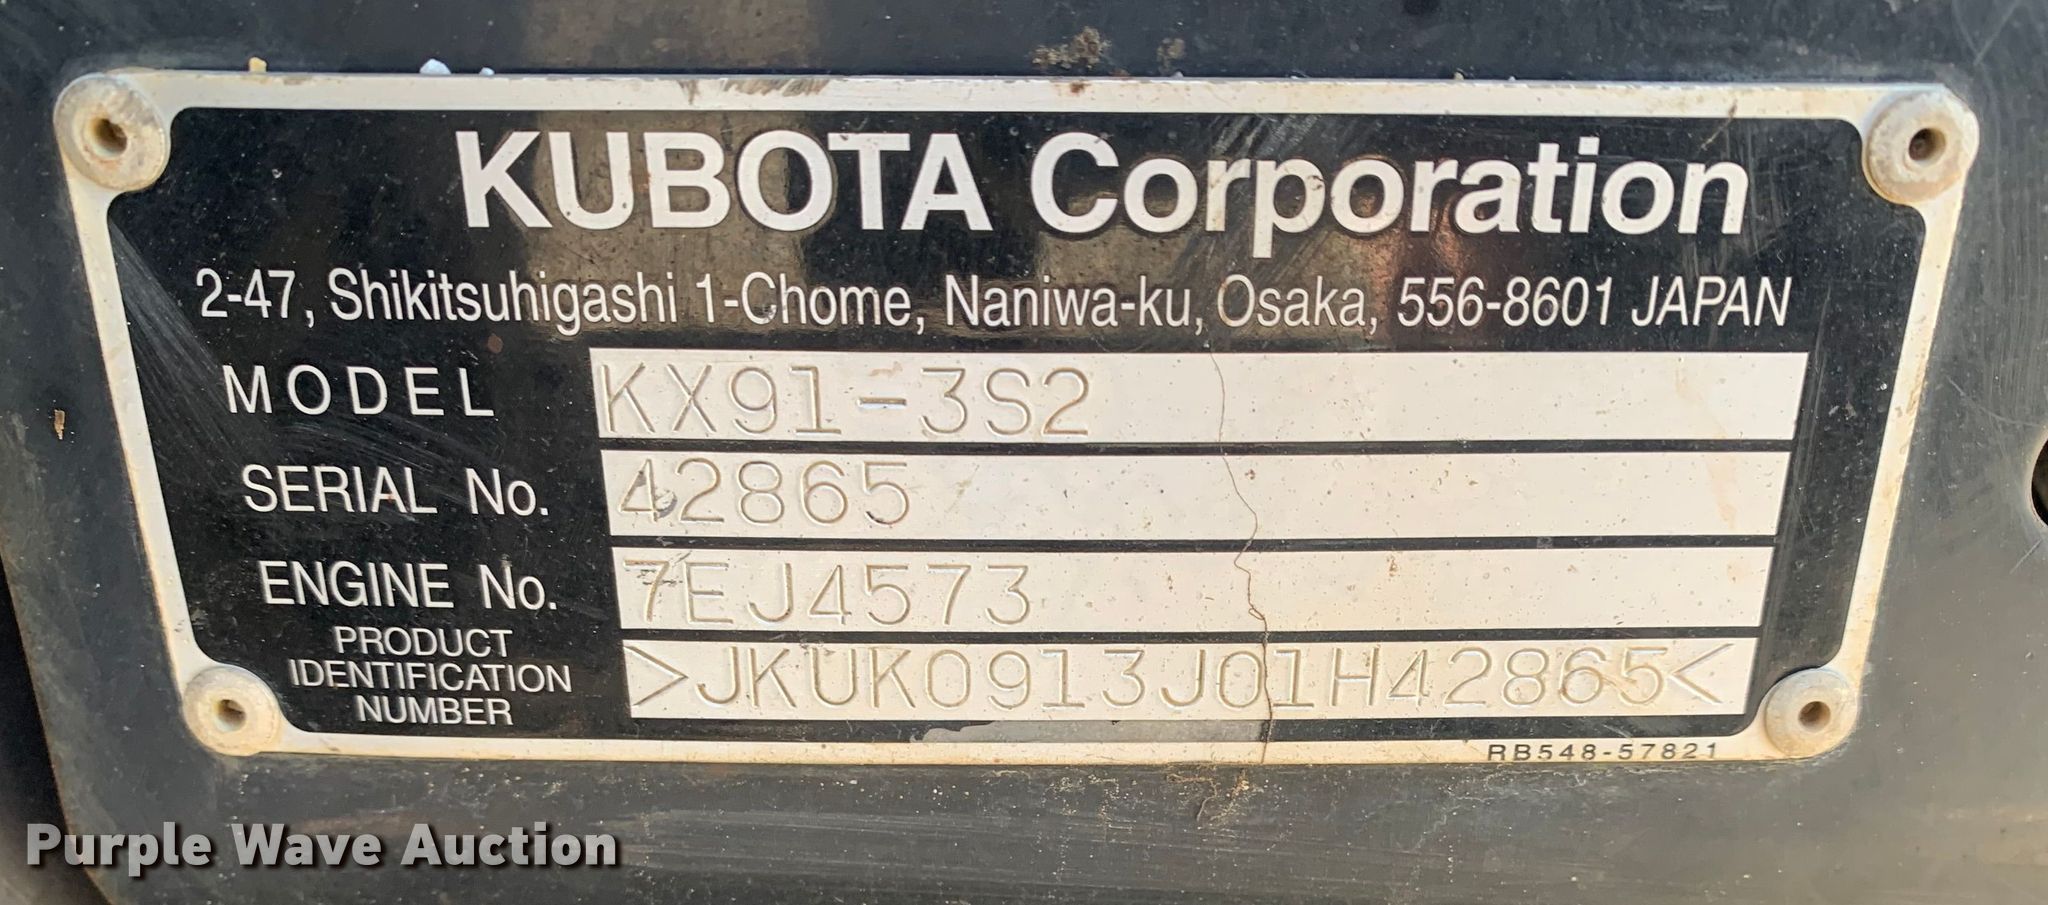 KUBOTA Corporation
2-47, Shikitsuhigashi 1-Chome, Naniwa-ku, Osaka, 556-8601 JAPAN
MODEL KX91-3S2
SERIAL No. 42865
ENGINE No. 7EJ4573
PRODUCT
IDENTIFICATION
NUMBER
>JKUK0913J01H42865<
RB548-57821
Purple Wave Auction